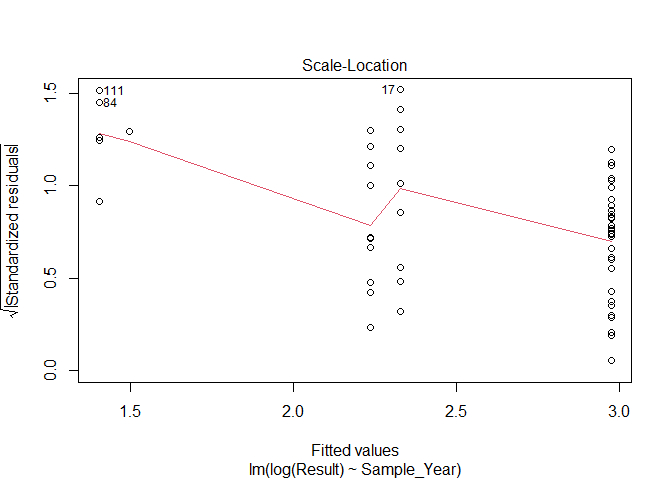 Scale-Location
√|Standardized residuals|
1.5
1.0
0.5
0.0
111
84
17
1.5
2.0
2.5
3.0
Fitted values
lm(log(Result) ~ Sample_Year)